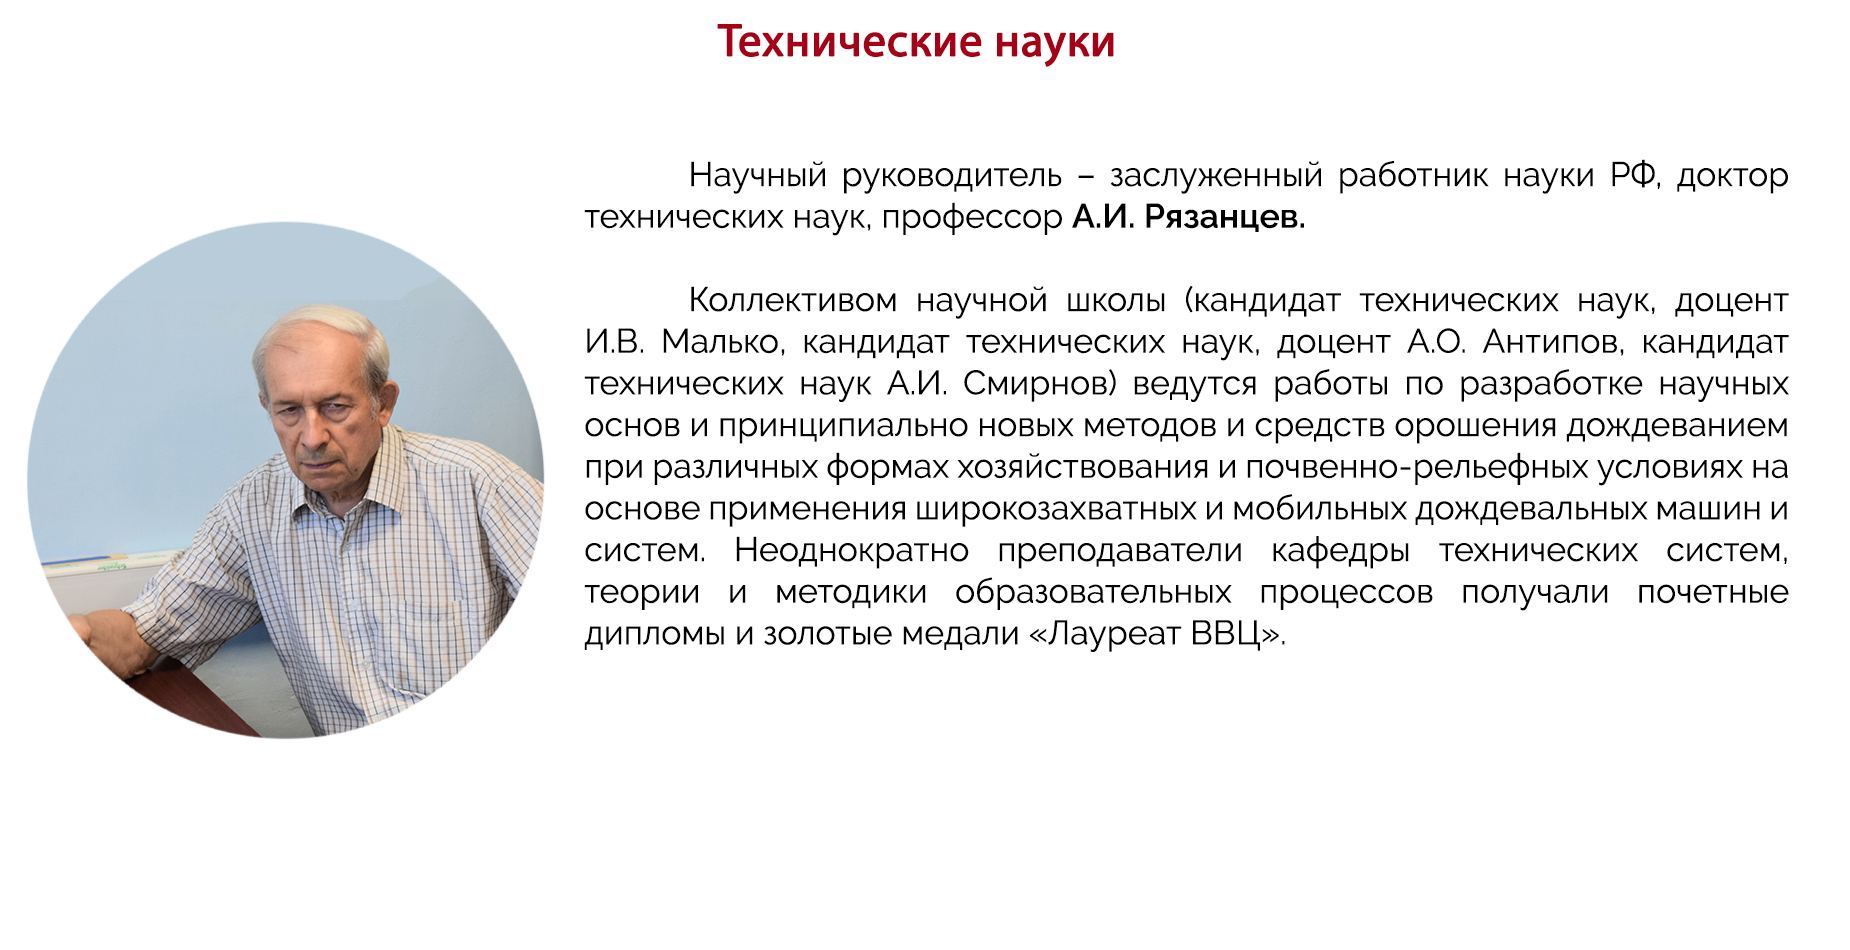 Технические науки
Научный руководитель – заслуженный работник науки РФ, доктор
технических наук, профессор А.И. Рязанцев.
Коллективом научной школы (кандидат технических наук, доцент
И.В. Малько, кандидат технических наук, доцент А.О. Антипов, кандидат
технических наук А.И. Смирнов) ведутся работы по разработке научных
основ и принципиально новых методов и средств орошения дождеванием
при различных формах хозяйствования и почвенно-рельефных условиях на
основе применения широкозахватных и мобильных дождевальных машин и
систем. Неоднократно преподаватели кафедры технических систем,
теории и методики образовательных процессов получали почетные
дипломы и золотые медали «Лауреат ВВЦ».